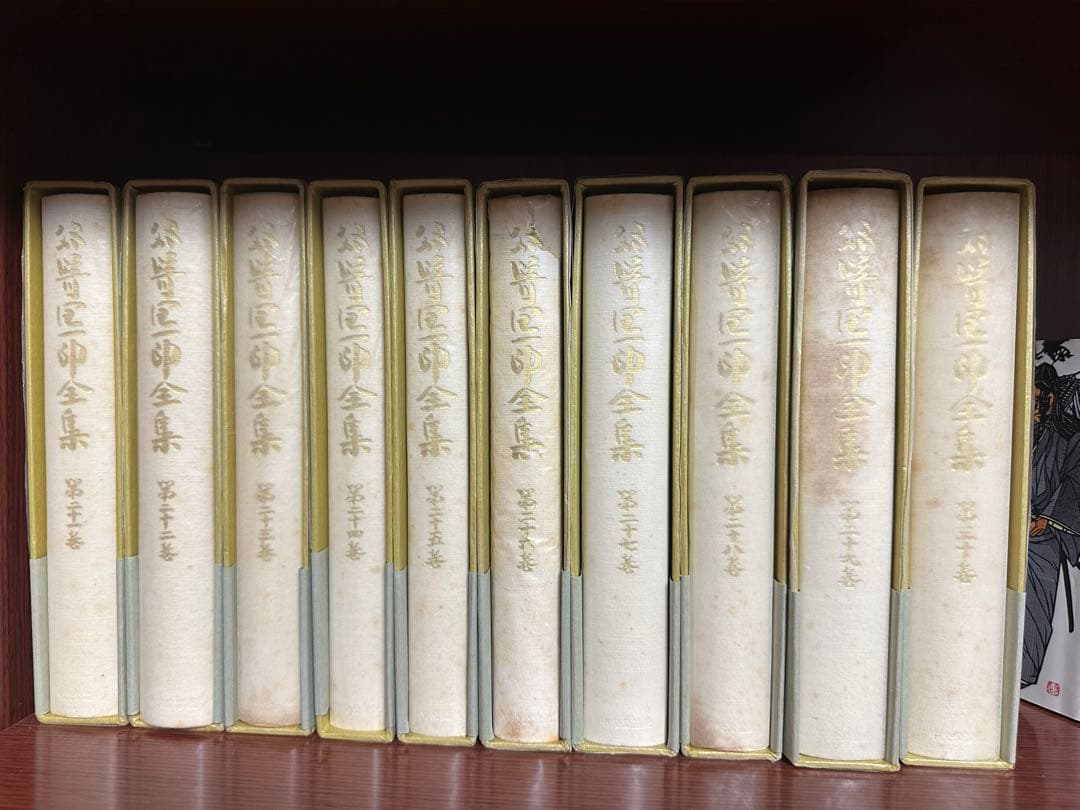 谷崎潤一郎全集 第二十一巻
谷崎潤一郎全集 第二十二巻
谷崎潤一郎全集 第二十三巻
谷崎潤一郎全集 第二十四巻
谷崎潤一郎全集 第二十五巻
谷崎潤一郎全集 第二十六巻
谷崎潤一郎全集 第二十七巻
谷崎潤一郎全集 第二十八巻
谷崎潤一郎全集 第二十九巻
谷崎潤一郎全集 第三十巻